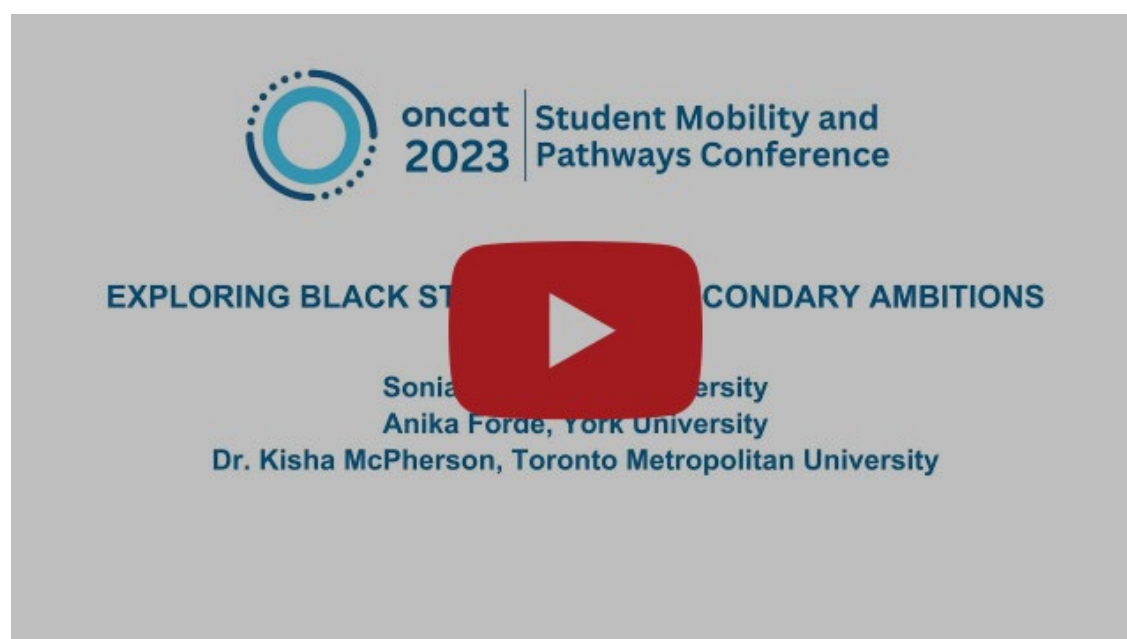 oncat
2023
Student Mobility and
Pathways Conference
EXPLORING BLACK ST CONDARY AMBITIONS
Sonia ersity
Anika Forde, York University
Dr. Kisha McPherson, Toronto Metropolitan University